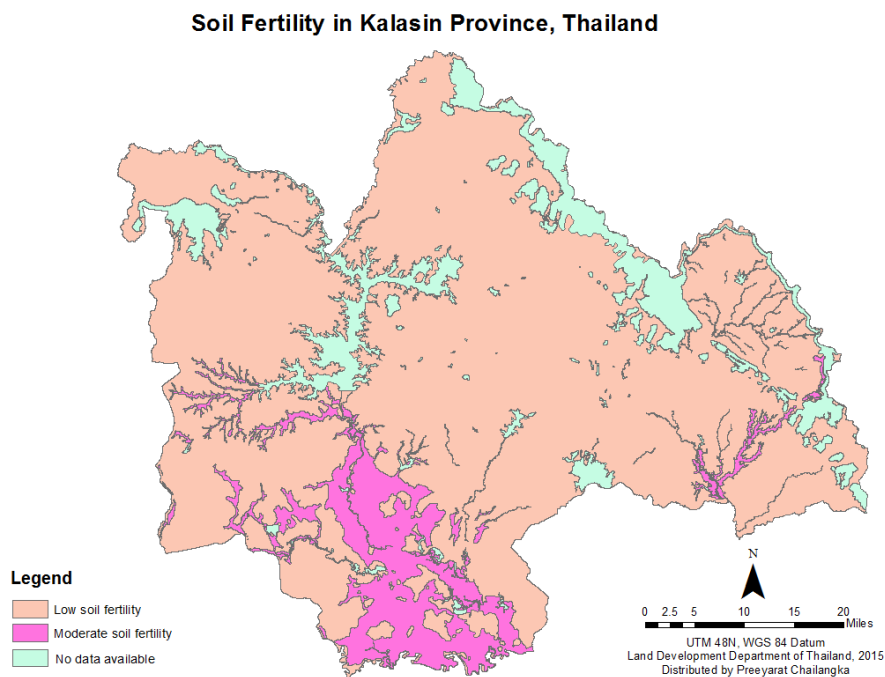 Soil Fertility in Kalasin Province, Thailand
Legend
Low soil fertility
Moderate soil fertility
No data available
N
0 2.5 5 10 15 20
Miles
UTM 48N, WGS 84 Datum
Land Development Department of Thailand, 2015
Distributed by Preeyarat Chailangka